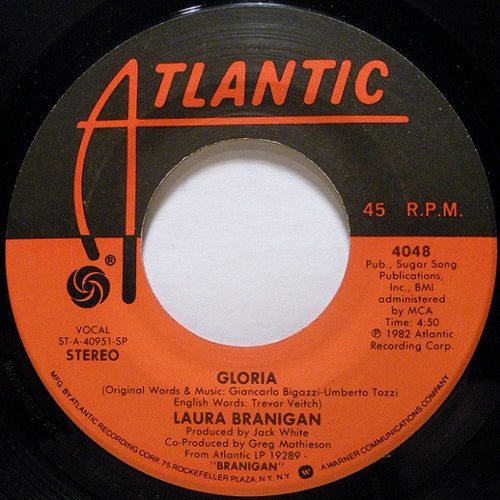 ATLANTIC
®
45 R.P.M.
4048
Pub., Sugar Song
Publications,
Inc., BMI
administered
by MCA
Time: 4:50
℗ 1982 Atlantic
Recording Corp.
VOCAL
ST-A-40951-SP
STEREO
GLORIA
(Original Words & Music: Giancarlo Bigazzi-Umberto Tozzi
English Words: Trevor Veitch)
LAURA BRANIGAN
Produced by Jack White
Co-Produced by Greg Mathieson
From Atlantic LP 19289 -
"BRANIGAN"
MFG. BY ATLANTIC RECORDING CORP. 75 ROCKEFELLER PLAZA, N.Y. N.Y. W A WARNER COMMUNICATIONS COMPANY